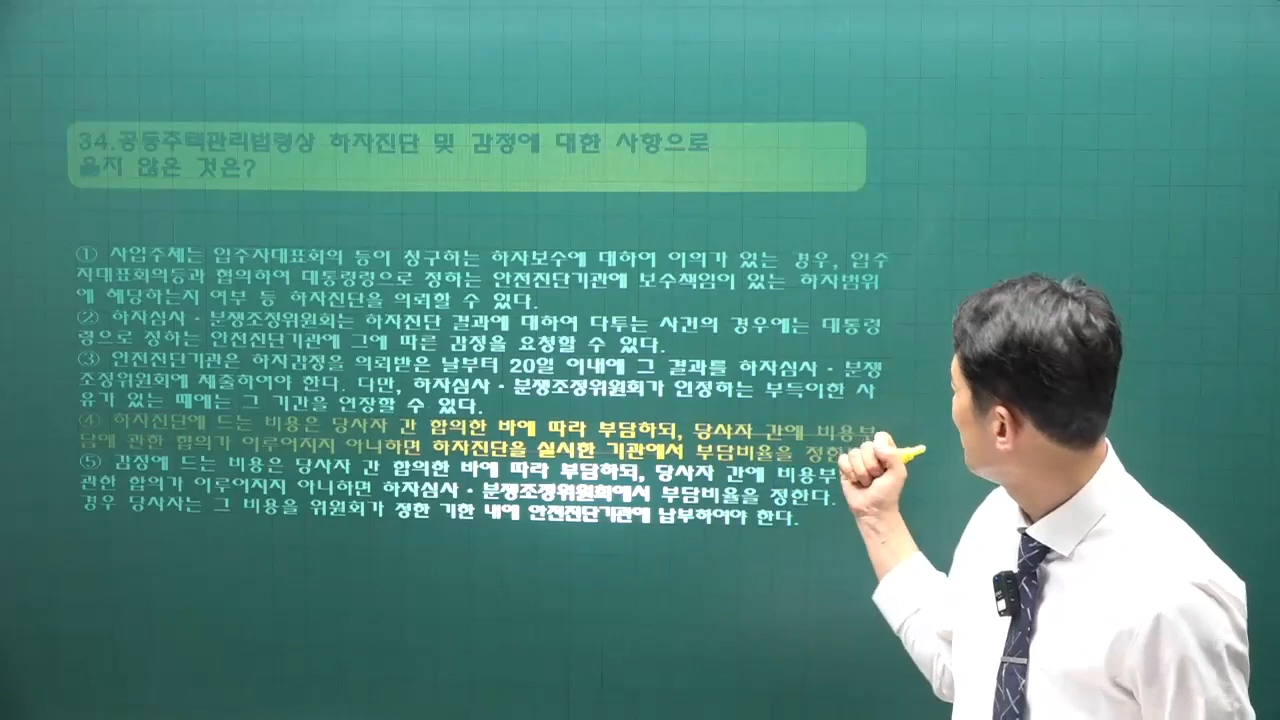 34.공동주택관리법령상 하자진단 및 감정에 대한 사항으로
옳지 않은 것은?
① 사업주체는 입주자대표회의 등이 청구하는 하자보수에 대하여 이의가 있는 경우, 입주
자대표회의등과 협의하여 대통령령으로 정하는 안전진단기관에 보수책임이 있는 하자범위
에 해당하는지 여부 등 하자진단을 의뢰할 수 있다.
② 하자심사·분쟁조정위원회는 하자진단 결과에 대하여 다투는 사건의 경우에는 대통령
령으로 정하는 안전진단기관에 그에 따른 감정을 요청할 수 있다.
③ 안전진단기관은 하자감정을 의뢰받은 날부터 20일 이내에 그 결과를 하자심사·분쟁
조정위원회에 제출하여야 한다. 다만, 하자심사·분쟁조정위원회가 인정하는 부득이한 사
유가 있는 때에는 그 기간을 연장할 수 있다.
④ 하자진단에 드는 비용은 당사자 간 합의한 바에 따라 부담하되, 당사자 간에 비용부
담에 관한 합의가 이루어지지 아니하면 하자진단을 실시한 기관에서 부담비율을 정한
⑤ 감정에 드는 비용은 당사자 간 합의한 바에 따라 부담하되, 당사자 간에 비용부
관한 합의가 이루어지지 아니하면 하자심사·분쟁조정위원회에서 부담비율을 정한다.
경우 당사자는 그 비용을 위원회가 정한 기한 내에 안전진단기관에 납부하여야 한다.